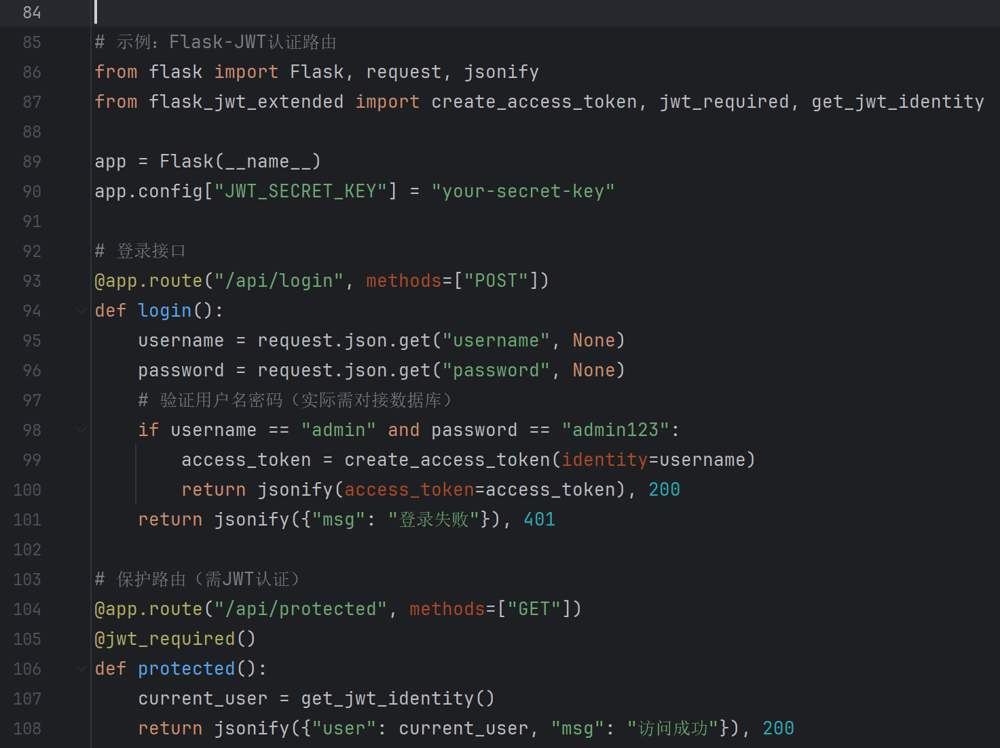 84
85 # 示例：Flask-JWT认证路由
86 from flask import Flask, request, jsonify
87 from flask_jwt_extended import create_access_token, jwt_required, get_jwt_identity
88
89 app = Flask(__name__)
90 app.config["JWT_SECRET_KEY"] = "your-secret-key"
91
92 # 登录接口
93 @app.route("/api/login", methods=["POST"])
94 def login():
95     username = request.json.get("username", None)
96     password = request.json.get("password", None)
97     # 验证用户名密码（实际需对接数据库）
98     if username == "admin" and password == "admin123":
99         access_token = create_access_token(identity=username)
100         return jsonify(access_token=access_token), 200
101     return jsonify({"msg": "登录失败"}), 401
102
103 # 保护路由（需JWT认证）
104 @app.route("/api/protected", methods=["GET"])
105 @jwt_required()
106 def protected():
107     current_user = get_jwt_identity()
108     return jsonify({"user": current_user, "msg": "访问成功"}), 200